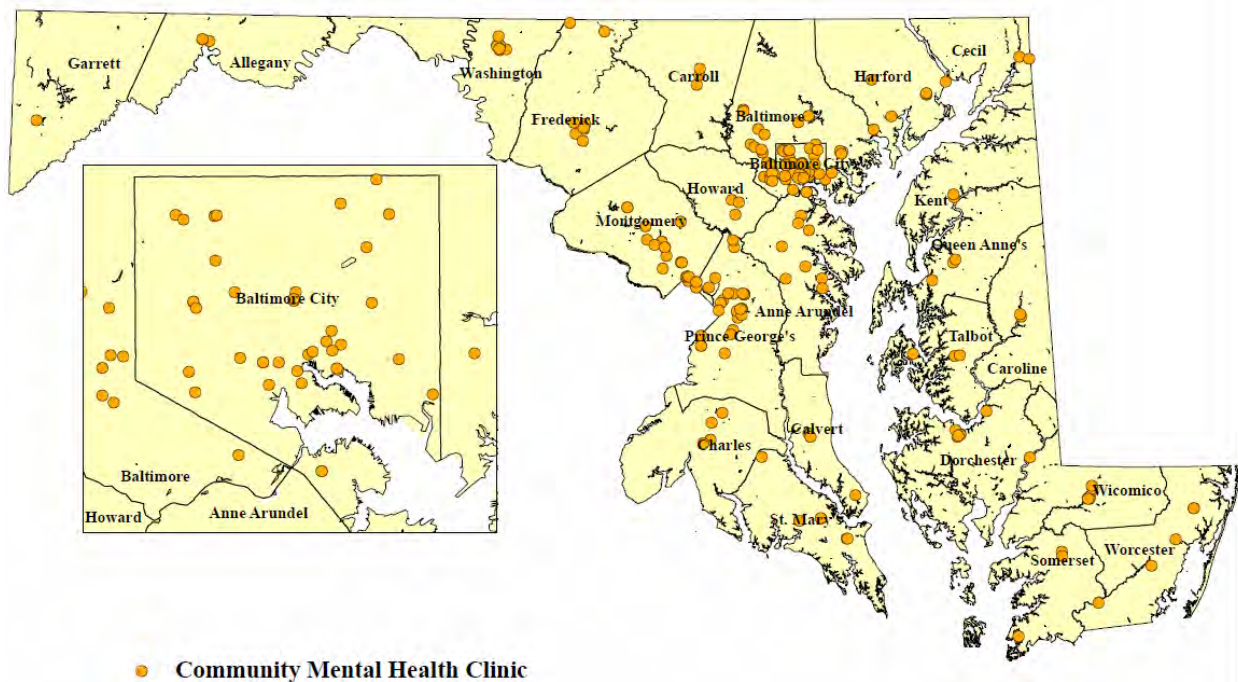 Garrett
Allegany
Washington
Frederick
Carroll
Baltimore
Harford
Cecil
Baltimore City
Howard
Montgomery
Kent
Queen Anne's
Anne Arundel
Prince George's
Talbot
Caroline
Charles
Calvert
Dorchester
St. Mary's
Wicomico
Somerset
Worcester
Baltimore City
Baltimore
Howard
Anne Arundel
Community Mental Health Clinic